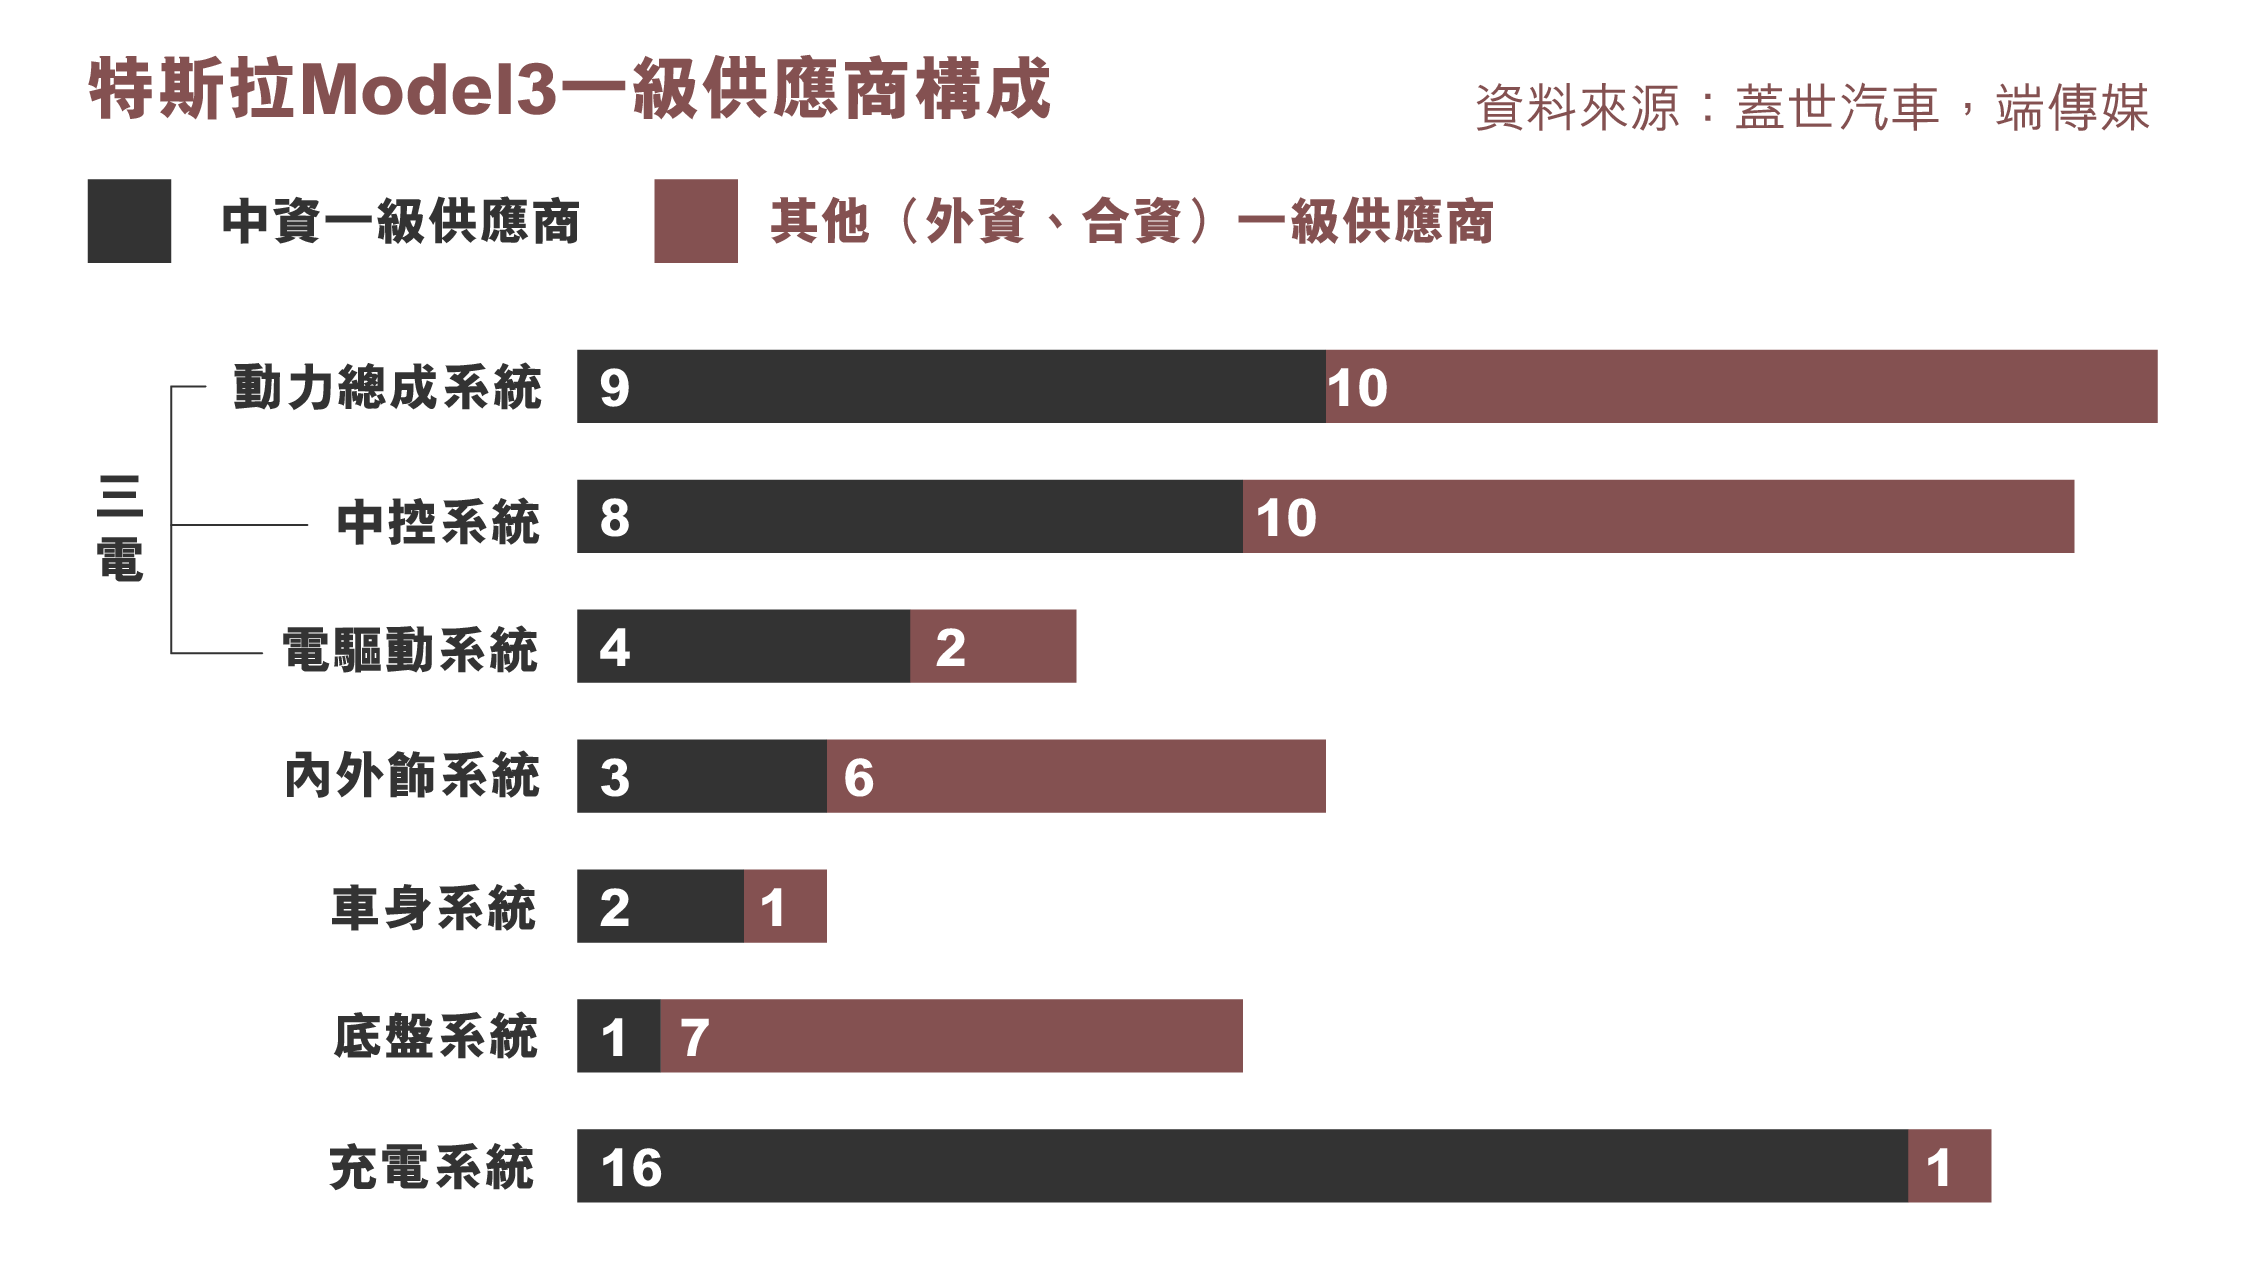 特斯拉Model3一級供應商構成
資料來源：蓋世汽車，端傳媒
中資一級供應商
其他（外資、合資）一級供應商
三電
動力總成系統 9 10
中控系統 8 10
電驅動系統 4 2
內外飾系統 3 6
車身系統 2 1
底盤系統 1 7
充電系統 16 1